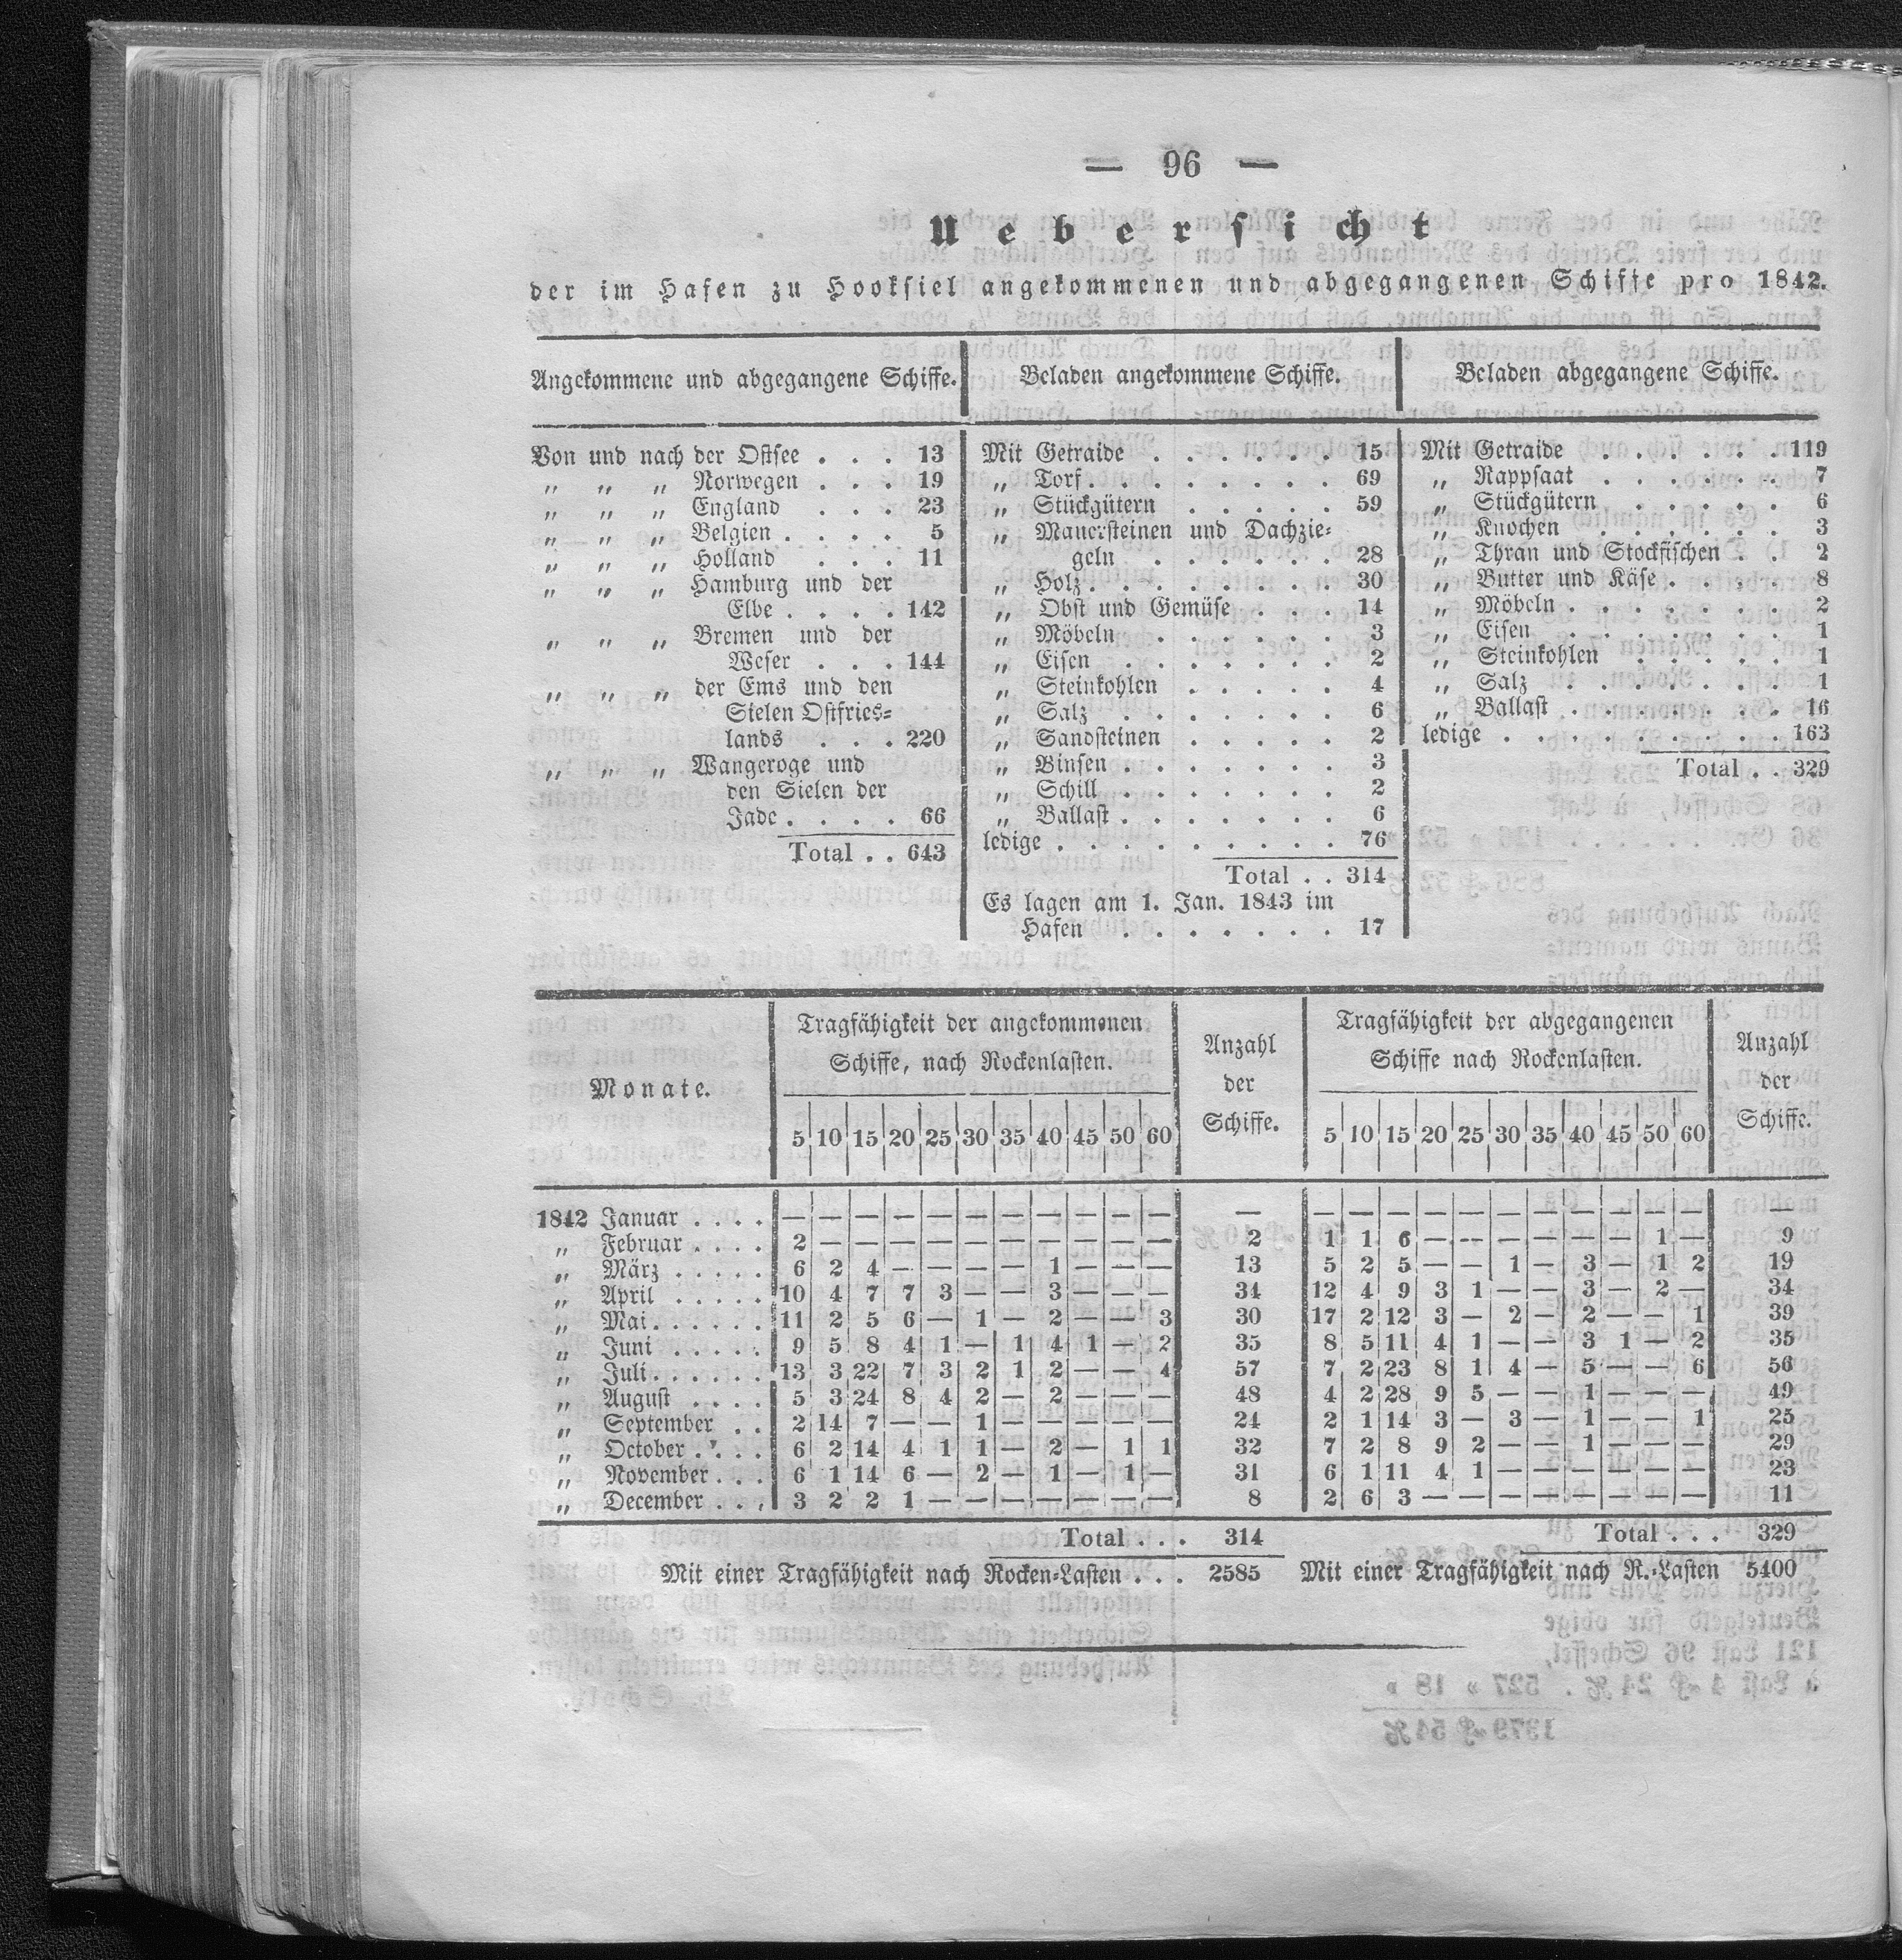 — 96 —
Uebersicht
der im Hafen zu Hooksiel angekommenen und abgegangenen Schiffe pro 1842.
Angekommene und abgegangene Schiffe.
Von und nach der Ostsee . . . 13
„ „ „ Norwegen . . . 19
„ „ „ England . . . 23
„ „ „ Belgien . . . . 5
„ „ „ Holland . . . 11
„ „ „ Hamburg und der
Elbe . . . . 142
„ „ „ Bremen und der
Weser . . . 144
„ „ „ der Ems und den
Sielen Ostfries=
lands . . . 220
„ „ „ Wangeroge und
den Sielen der
Jade . . . . 66
Total . . 643
Beladen angekommene Schiffe.
Mit Getraide . . . . . . 15
„ Torf . . . . . . . . 69
„ Stückgütern . . . . . 59
„ Mauersteinen und Dachzie=
geln . . . . . . 28
„ Holz . . . . . . . . 30
„ Obst und Gemüse . . . 14
„ Möbeln . . . . . . 3
„ Eisen . . . . . . . 2
„ Steinkohlen . . . . . 4
„ Salz . . . . . . . 6
„ Sandsteinen . . . . . 2
„ Binsen . . . . . . . 3
„ Schill . . . . . . . 2
„ Ballast . . . . . . . 6
ledige . . . . . . . . . . 76
Total . . 314
Es lagen am 1. Jan. 1843 im
Hafen . . . . . . . 17
Beladen abgegangene Schiffe.
Mit Getraide . . . . . . 119
„ Rappsaat . . . . . . 7
„ Stückgütern . . . . . 6
„ Knochen . . . . . . 3
„ Thran und Stockfischen . . 2
„ Butter und Käse . . . . 8
„ Möbeln . . . . . . . 2
„ Eisen . . . . . . . 1
„ Steinkohlen . . . . . 1
„ Salz . . . . . . . 1
„ Ballast . . . . . . . 16
ledige . . . . . . . . . . 163
Total . . 329
Monate.
Tragfähigkeit der angekommenen
Schiffe, nach Rockenlasten.
5 10 15 20 25 30 35 40 45 50 60
Anzahl
der
Schiffe.
Tragfähigkeit der abgegangenen
Schiffe nach Rockenlasten.
5 10 15 20 25 30 35 40 45 50 60
Anzahl
der
Schiffe.
1842 Januar . . . . — — — — — — — — — — — — — — — — — — — — — — — —
„ Februar . . . . 2 — — — — — — — — — — 2 1 1 6 — — — — — — 1 — 9
„ März . . . . . 6 2 4 — — — — 1 — — — 13 5 2 5 — — 1 — 3 — 1 2 19
„ April . . . . . 10 4 7 7 3 — — 3 — — — 34 12 4 9 3 1 — — 3 — 2 — 34
„ Mai . . . . . . 11 2 5 6 — 1 — 2 — — 3 30 17 2 12 3 — 2 — 2 — — 1 39
„ Juni . . . . . 9 5 8 4 1 — 1 4 1 — 2 35 8 5 11 4 1 — — 3 1 — 2 35
„ Juli . . . . . . 13 3 22 7 3 2 1 2 — — 4 57 7 2 23 8 1 4 — 5 — — 6 56
„ August . . . . 5 3 24 8 4 2 — 2 — — — 48 4 2 28 9 5 — — 1 — — — 49
„ September . . 2 14 7 — — 1 — — — — — 24 2 1 14 3 — 3 — 1 — — 1 25
„ October . . . . 6 2 14 4 1 1 — 2 — 1 1 32 7 2 8 9 2 — — 1 — — — 29
„ November . . . 6 1 14 6 — 2 — 1 — 1 — 31 6 1 11 4 1 — — — — — — 23
„ December . . . 3 2 2 1 — — — — — — — 8 2 6 3 — — — — — — — — 11
Total . . . 314 Total . . . 329
Mit einer Tragfähigkeit nach Rocken=Lasten . . . 2585 Mit einer Tragfähigkeit nach R.=Lasten 5400